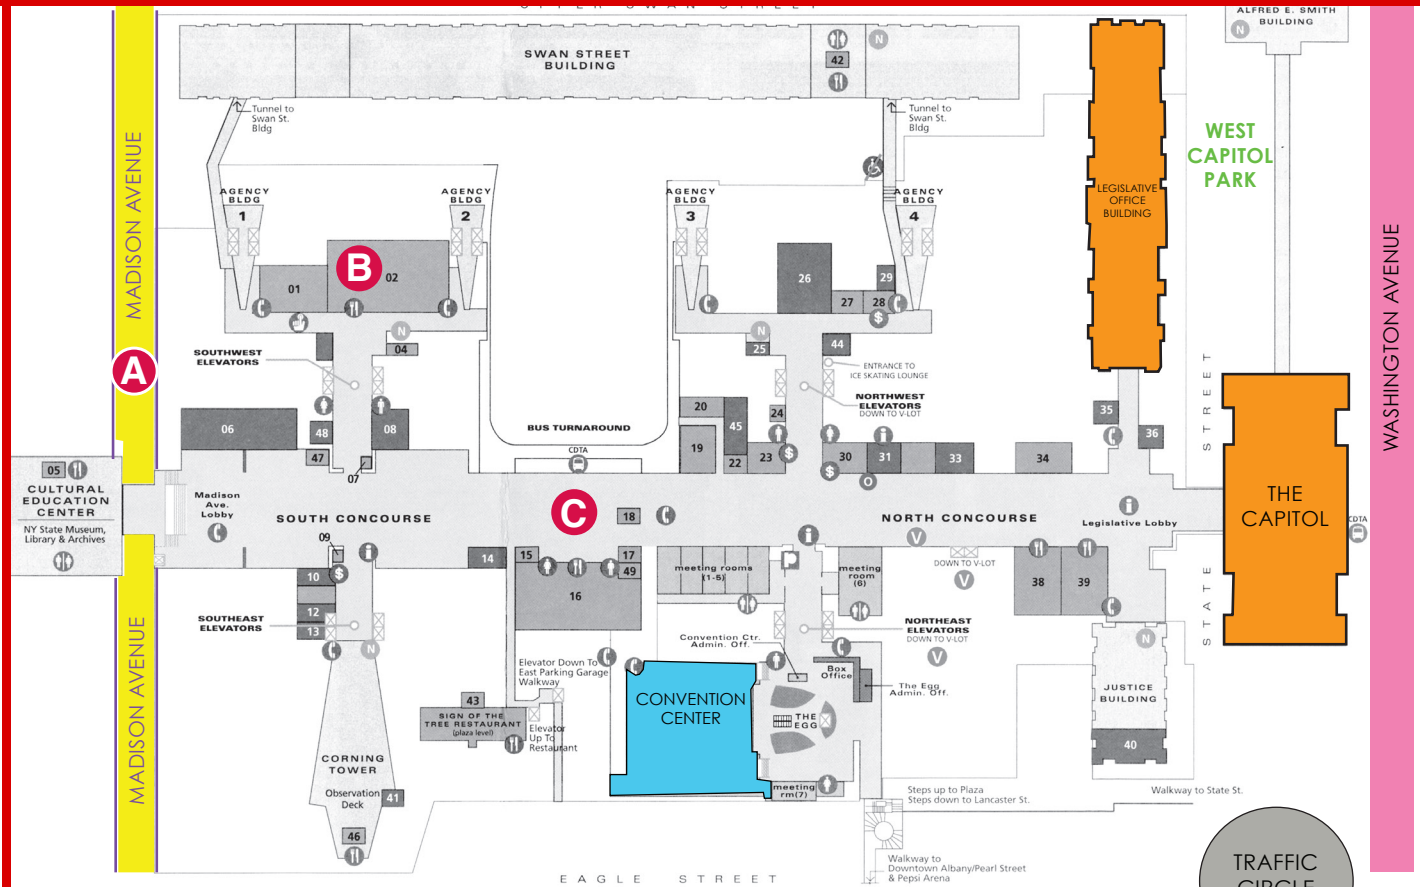 UPPER SWAN STREET
ALFRED E. SMITH
BUILDING
N
SWAN STREET
BUILDING
42
N
Tunnel to
Swan St.
Bldg
Tunnel to
Swan St.
Bldg
WEST
CAPITOL
PARK
MADISON AVENUE
WASHINGTON AVENUE
LEGISLATIVE
OFFICE
BUILDING
AGENCY
BLDG
1
AGENCY
BLDG
2
AGENCY
BLDG
3
AGENCY
BLDG
4
B
01
02
26
29
27
28
$
N
04
N
25
44
SOUTHWEST
ELEVATORS
ENTRANCE TO
ICE SKATING LOUNGE
A
NORTHWEST
ELEVATORS
DOWN TO V-LOT
STREET
20
24
35
36
06
48
08
BUS TURNAROUND
45
CDTA
19
22
23
$
30
$
31
33
34
47
07
O
05
CULTURAL
EDUCATION
CENTER
NY State Museum,
Library & Archives
Madison
Ave.
Lobby
SOUTH CONCOURSE
C
18
NORTH CONCOURSE
Legislative Lobby
THE
CAPITOL
CDTA
09
V
P
14
15
17
49
16
10
$
12
13
meeting rooms
(1-5)
meeting
room
(6)
DOWN TO V-LOT
V
38
39
STATE
SOUTHEAST
ELEVATORS
N
NORTHEAST
ELEVATORS
DOWN TO V-LOT
V
N
Convention Ctr.
Admin. Off.
MADISON AVENUE
Elevator Down To
East Parking Garage
Walkway
CONVENTION
CENTER
Box
Office
The Egg
Admin. Off.
JUSTICE
BUILDING
43
SIGN OF THE
TREE RESTAURANT
(plaza level)
Elevator
Up To
Restaurant
THE
EGG
40
CORNING
TOWER
Observation
Deck
41
46
meeting
rm(7)
Steps up to Plaza
Steps down to Lancaster St.
Walkway to State St.
Walkway to
Downtown Albany/Pearl Street
& Pepsi Arena
TRAFFIC
CIRCLE
EAGLE STREET